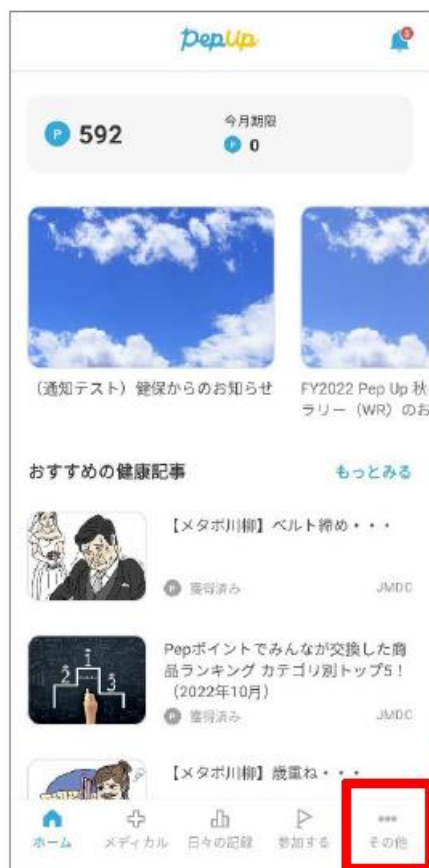 PepUp
5
P 592
今月期限
P 0
(通知テスト) 健保からのお知らせ
FY2022 Pep Up 秋
ラリー (WR) のお
おすすめの健康記事
もっとみる
【メタボ川柳】ベルト締め・・・
P 獲得済み
JMDC
Pepポイントでみんなが交換した商
品ランキング カテゴリ別トップ5！
(2022年10月)
P 獲得済み
JMDC
2 1 3
【メタボ川柳】歳重ね・・・
ホーム
メディカル
日々の記録
参加する
その他